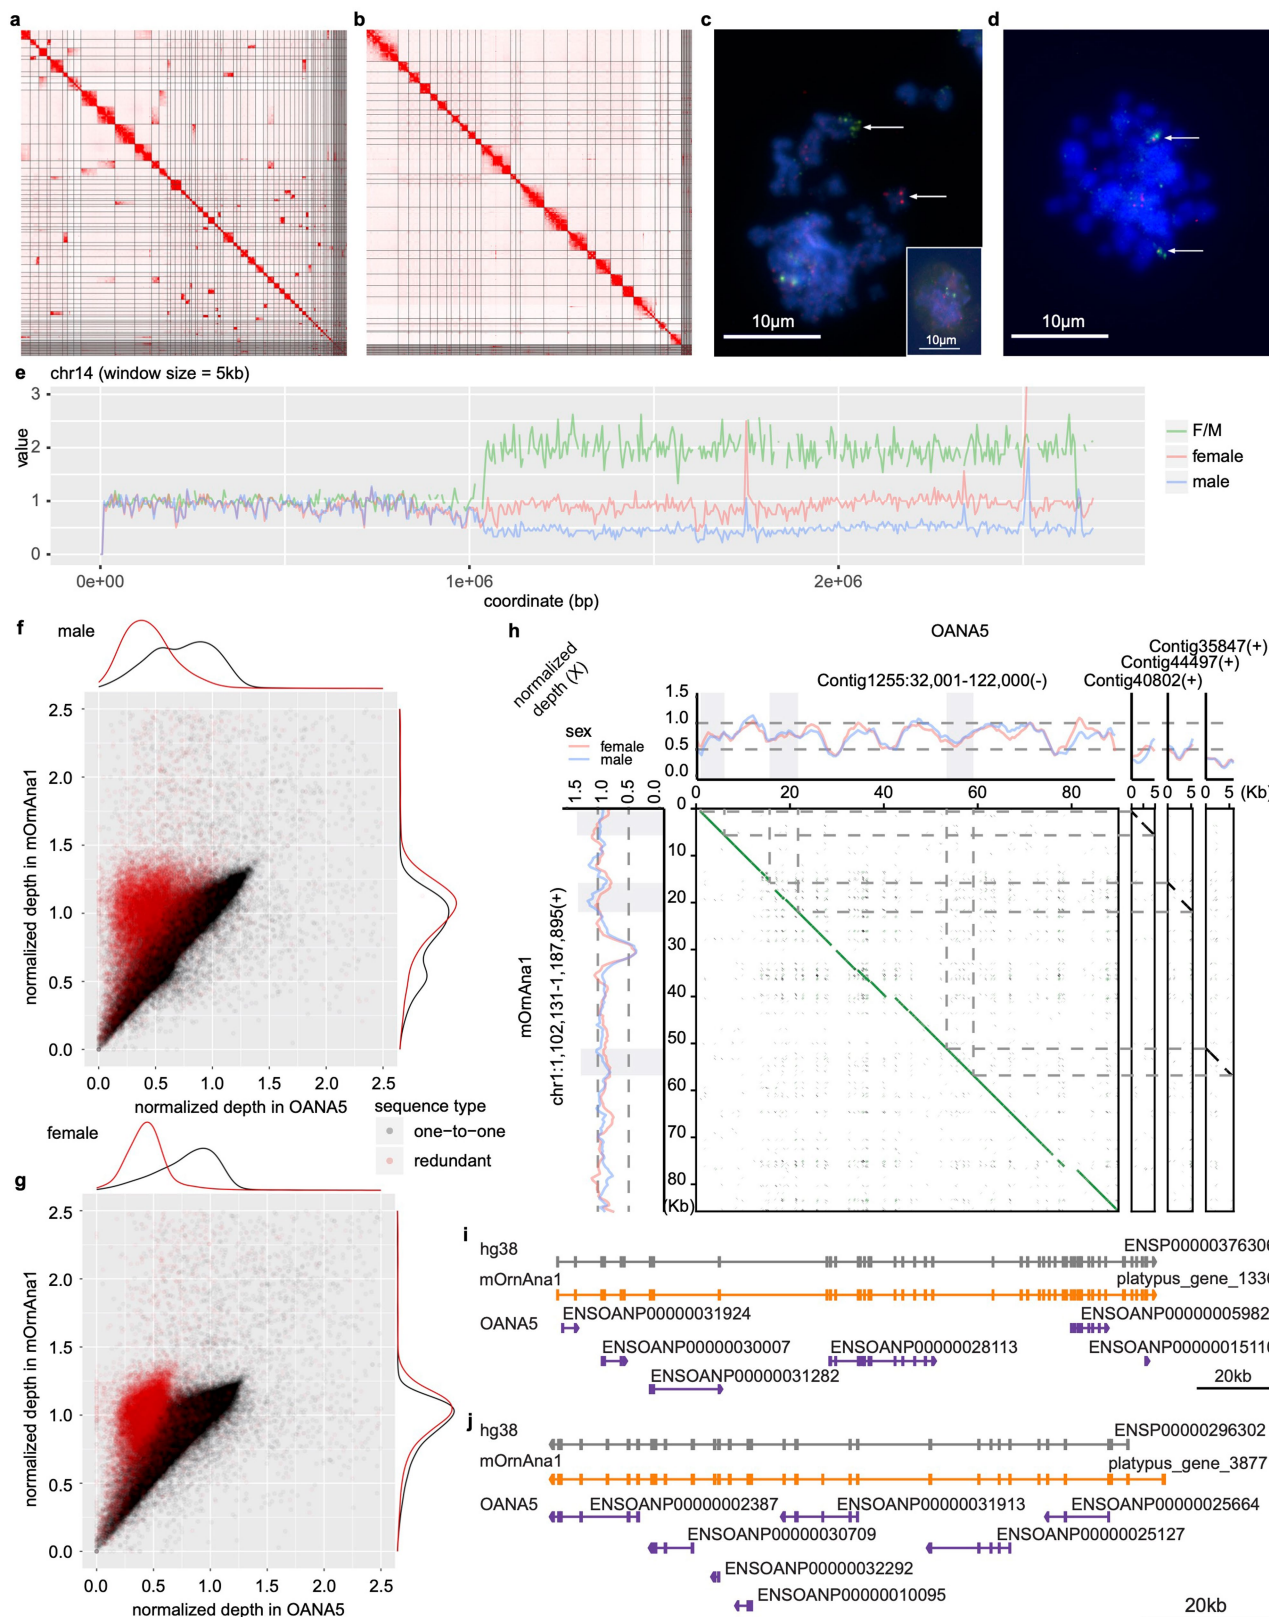 a
b
c
d
10μm
10μm
10μm
e
chr14 (window size = 5kb)
3
2
1
0
value
0e+00
1e+06
2e+06
coordinate (bp)
F/M
female
male
f
male
2.5
2.0
1.5
1.0
0.5
0.0
normalized depth in mOrnAna1
0.0
0.5
1.0
1.5
2.0
2.5
normalized depth in OANA5
sequence type
one-to-one
redundant
female
g
2.5
2.0
1.5
1.0
0.5
0.0
normalized depth in mOrnAna1
0.0
0.5
1.0
1.5
2.0
2.5
normalized depth in OANA5
h
OANA5
normalized
depth (X)
Contig35847(+)
Contig44497(+)
Contig40802(+)
Contig1255:32,001-122,000(-)
sex
female
male
1.5
1.0
0.5
0.0
1.5
1.0
0.5
0.0
0
20
40
60
80
0
5
0
5
0
5
(Kb)
0
10
20
30
40
50
60
70
80
(Kb)
mOrnAna1
chr1:1,102,131-1,187,895(+)
i
hg38
ENSP00000376306
mOrnAna1
OANA5
ENSOANP00000031924
ENSOANP00000005982
ENSOANP00000030007
ENSOANP00000028113
ENSOANP00000031282
20kb
j
hg38
ENSP00000296302
mOrnAna1
platypus_gene_3877
OANA5
ENSOANP00000002387
ENSOANP00000031913
ENSOANP00000025664
ENSOANP00000030709
ENSOANP00000025127
ENSOANP00000032292
ENSOANP00000010095
20kb